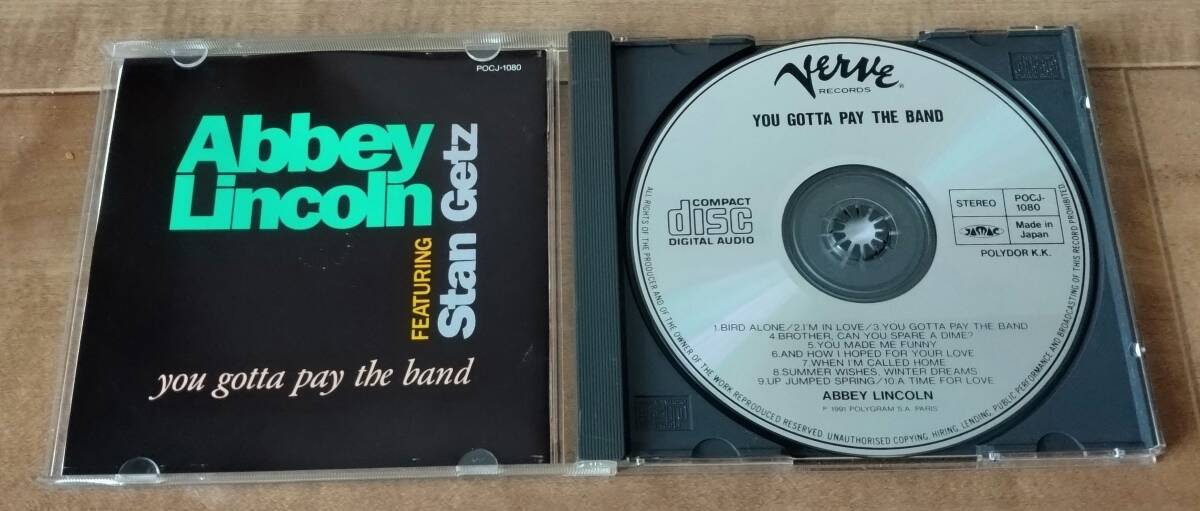 POCJ-1080
Abbey
Lincoln
FEATURING
Stan Getz
you gotta pay the band
VERVE
RECORDS
YOU GOTTA PAY THE BAND
COMPACT
disc
DIGITAL AUDIO
STEREO
POCJ-
1080
JASRAC
Made in
Japan
POLYDOR K.K.
1.BIRD ALONE/2.I'M IN LOVE/3.YOU GOTTA PAY THE BAND
4.BROTHER, CAN YOU SPARE A DIME?
5.YOU MADE ME FUNNY
6.AND HOW I HOPED FOR YOUR LOVE
7.WHEN I'M CALLED HOME
8.SUMMER WISHES, WINTER DREAMS
9.UP JUMPED SPRING/10.A TIME FOR LOVE
ABBEY LINCOLN
℗ 1991 POLYGRAM S.A. PARIS
ALL RIGHTS OF THE PRODUCER AND OF THE OWNER OF THE WORK REPRODUCED RESERVED. UNAUTHORISED COPYING, HIRING, LENDING, PUBLIC PERFORMANCE AND BROADCASTING OF THIS RECORD PROHIBITED.